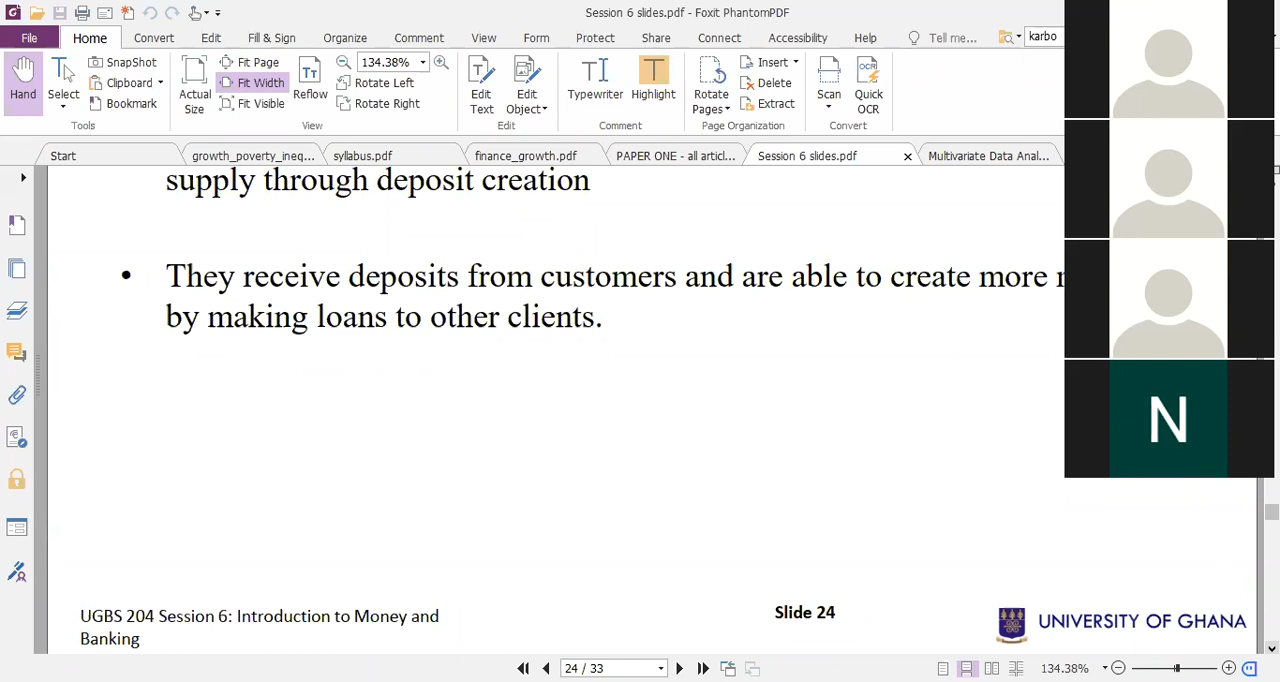 Session 6 slides.pdf - Foxit PhantomPDF
File Home Convert Edit Fill & Sign Organize Comment View Form Protect Share Connect Accessibility Help Tell me... karbo
Hand
Select
SnapShot
Clipboard
Bookmark
Tools
Actual Size
Fit Page
Fit Width
Fit Visible
Reflow
134.38%
Rotate Left
Rotate Right
View
Edit Text
Edit Object
Edit
Typewriter
Highlight
Comment
Rotate Pages
Insert
Delete
Extract
Page Organization
Scan
Quick OCR
Convert
Start growth_poverty_ineq... syllabus.pdf finance_growth.pdf PAPER ONE - all articl... Session 6 slides.pdf Multivariate Data Anal...
supply through deposit creation
• They receive deposits from customers and are able to create more
by making loans to other clients.
N
UGBS 204 Session 6: Introduction to Money and
Banking
Slide 24
UNIVERSITY OF GHANA
24 / 33
134.38%